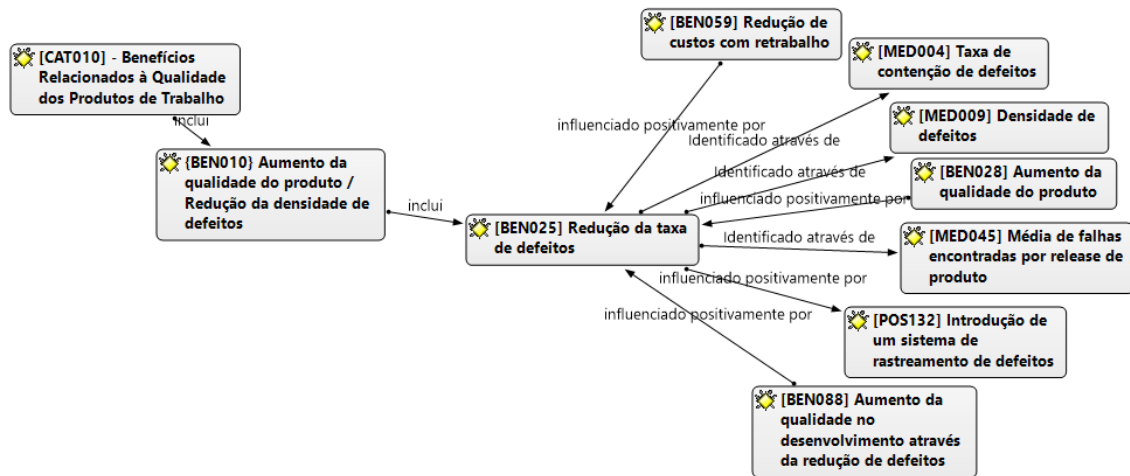 [CAT010] - Benefícios
Relacionados à Qualidade
dos Produtos de Trabalho
inclui
{BEN010} Aumento da
qualidade do produto /
Redução da densidade de
defeitos
inclui
[BEN025] Redução da taxa
de defeitos
[BEN059] Redução de
custos com retrabalho
influenciado positivamente por
[MED004] Taxa de
contenção de defeitos
Identificado através de
[MED009] Densidade de
defeitos
Identificado através de
[BEN028] Aumento da
qualidade do produto
influenciado positivamente por
[MED045] Média de falhas
encontradas por release de
produto
Identificado através de
[POS132] Introdução de
um sistema de
rastreamento de defeitos
influenciado positivamente por
[BEN088] Aumento da
qualidade no
desenvolvimento através
da redução de defeitos
influenciado positivamente por